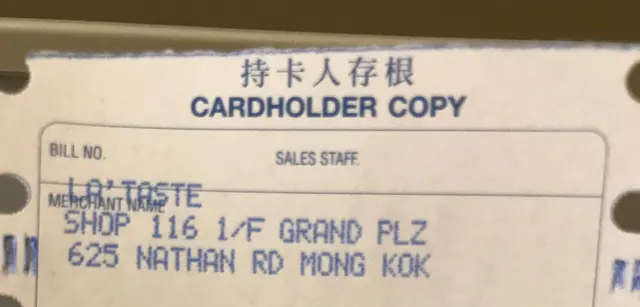 持卡人存根
CARDHOLDER COPY
BILL NO. SALES STAFF
LA'TASTE
MERCHANT NAME
SHOP 116 1/F GRAND PLZ
625 NATHAN RD MONG KOK